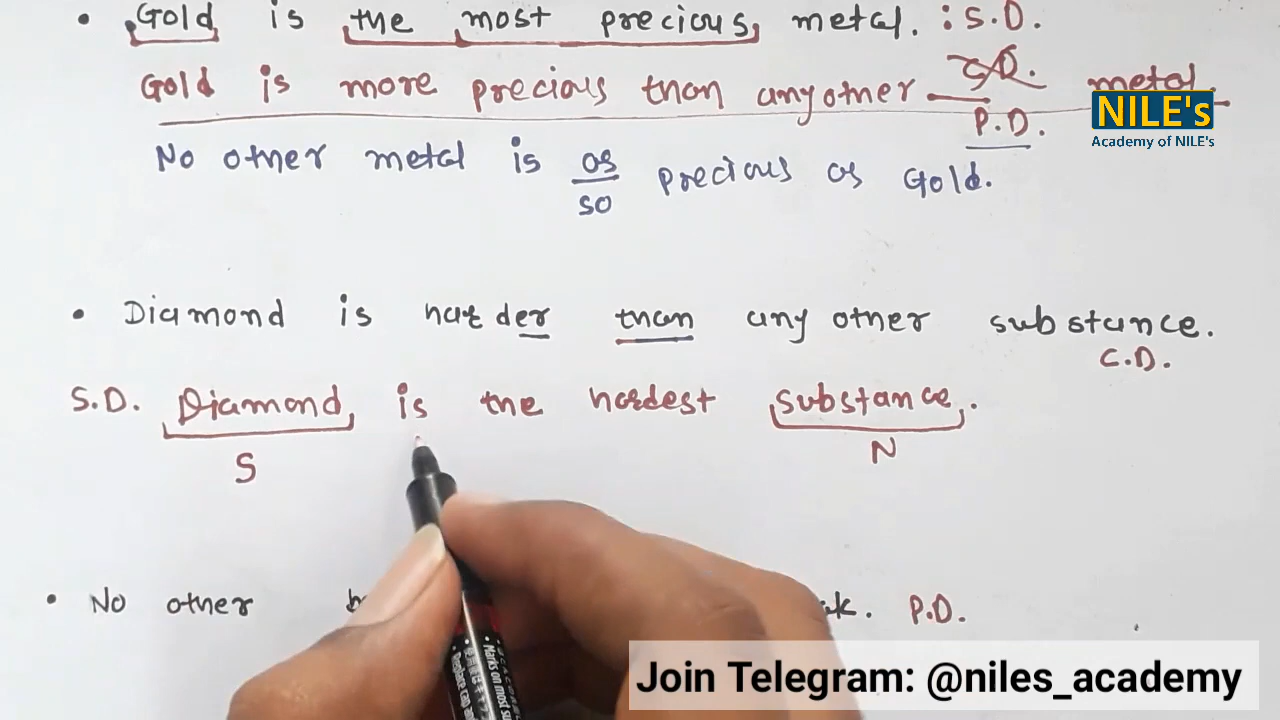 • Gold is the most precious metal. : S.D.
Gold is more precious than any other metal.
C.D.
P.D.
No other metal is as precious as Gold.
so
• Diamond is harder than any other substance.
C.D.
S.D. Diamond is the hardest substance.
S N
• No other P.D.
NILE's
Academy of NILE's
Join Telegram: @niles_academy